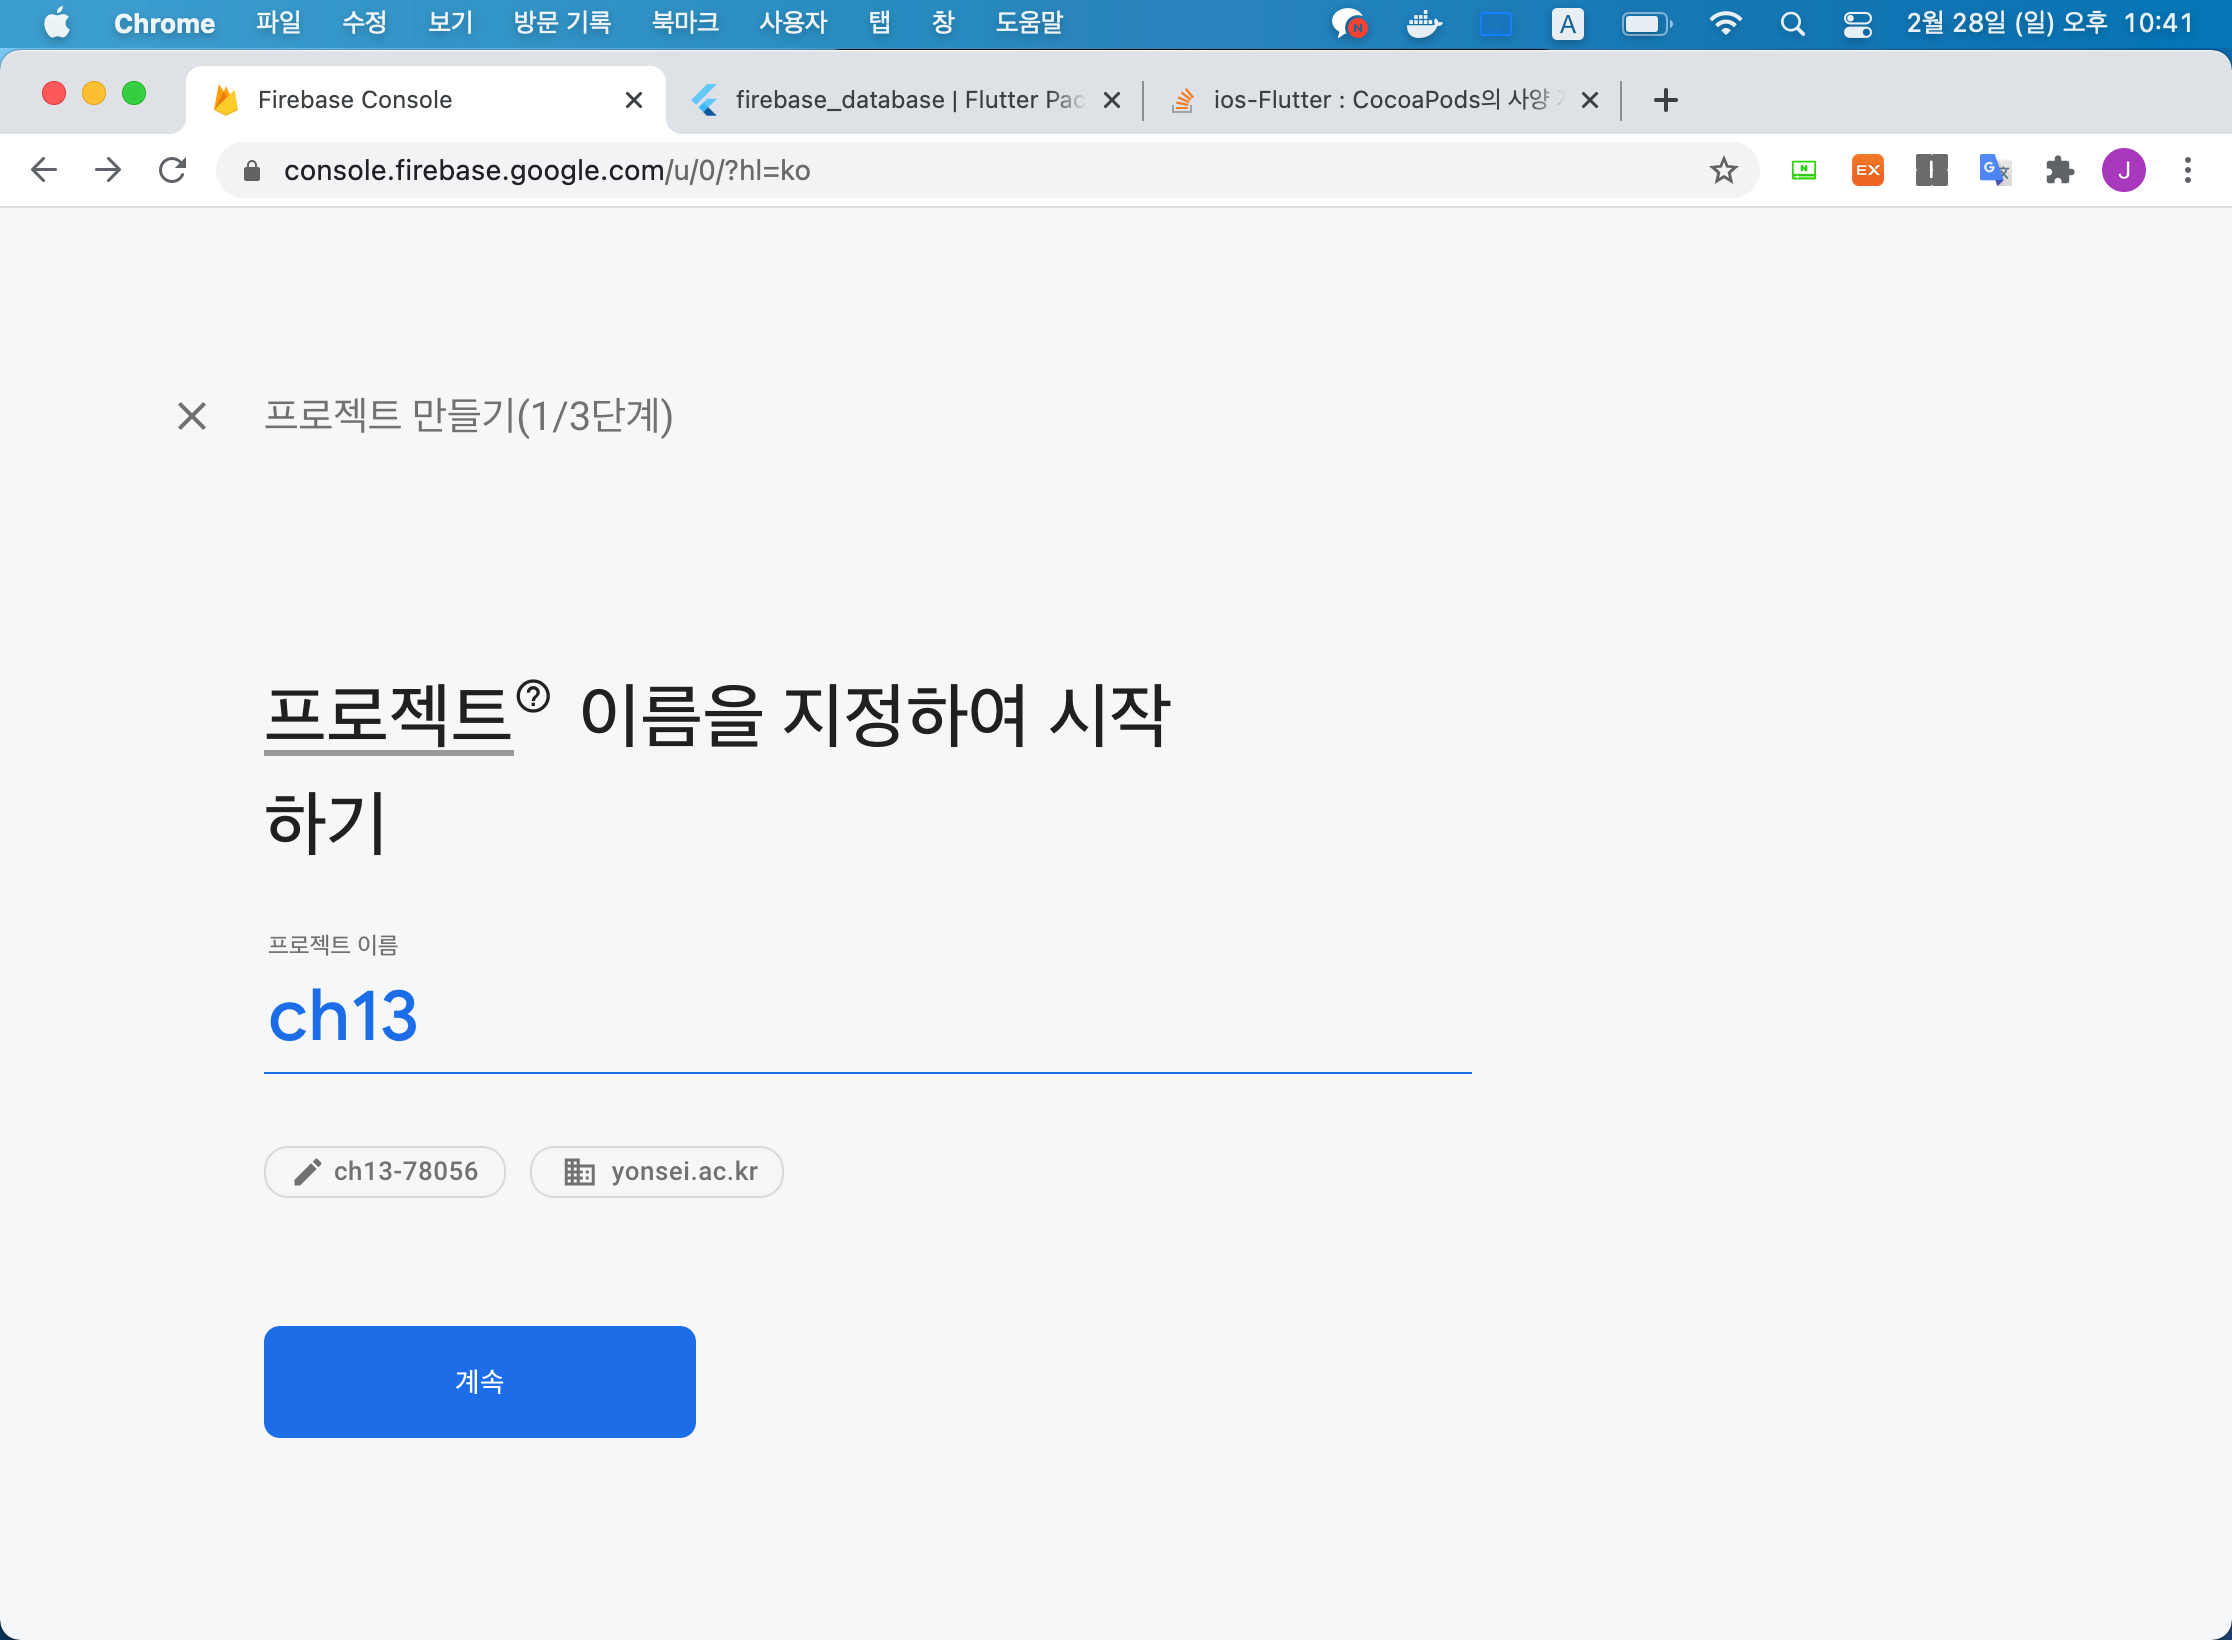 Chrome 파일 수정 보기 방문 기록 북마크 사용자 탭 창 도움말 N A 2월 28일 (일) 오후 10:41
Firebase Console firebase_database | Flutter Pac ios-Flutter : CocoaPods의 사양
console.firebase.google.com/u/0/?hl=ko N EX G J
프로젝트 만들기(1/3단계)
프로젝트 이름을 지정하여 시작
하기
프로젝트 이름
ch13
ch13-78056 yonsei.ac.kr
계속